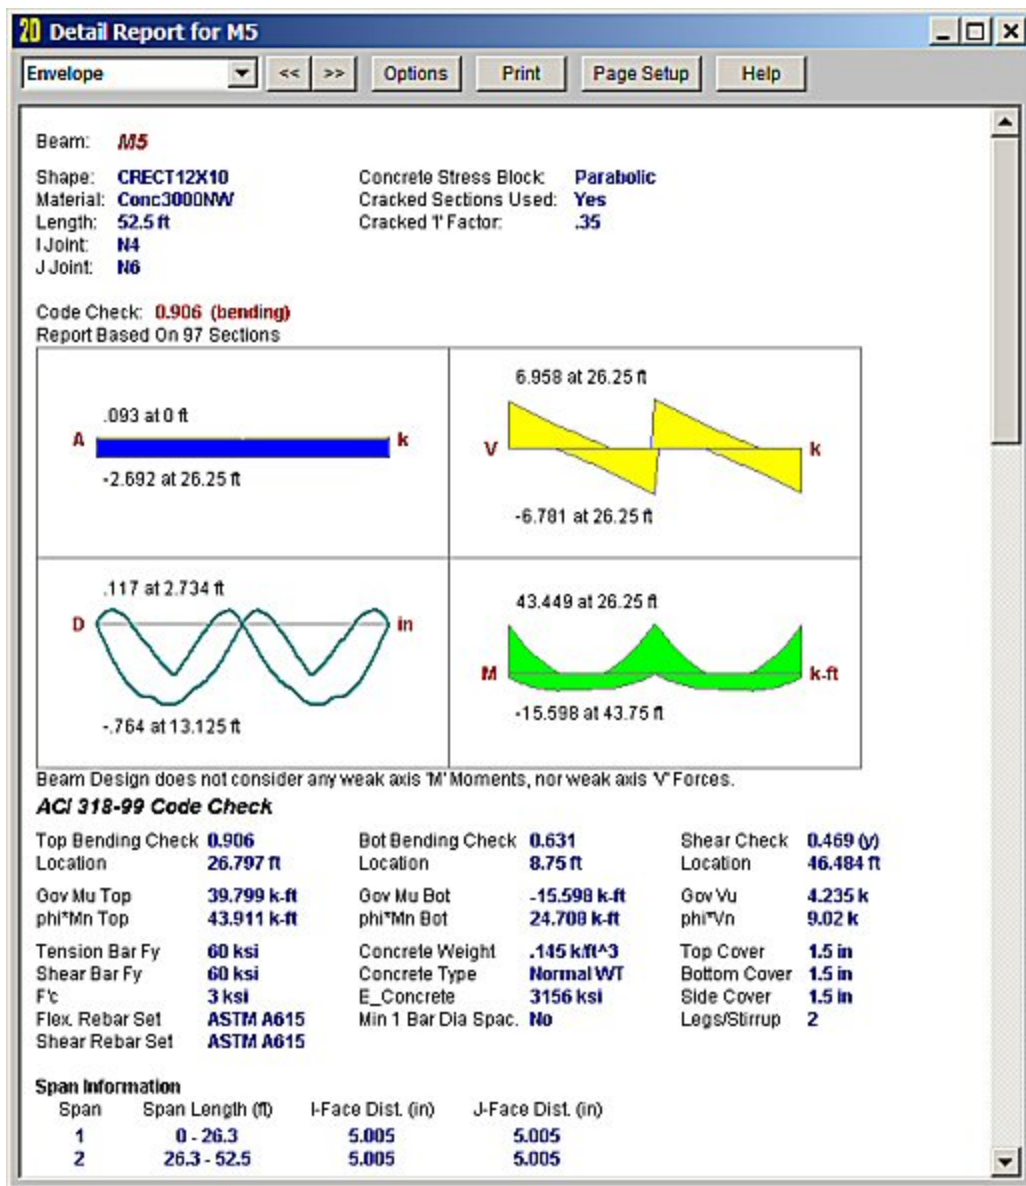 20 Detail Report for M5
Envelope << >> Options Print Page Setup Help
Beam: M5
Shape: CRECT12X10 Concrete Stress Block: Parabolic
Material: Conc3000NW Cracked Sections Used: Yes
Length: 52.5 ft Cracked 'I' Factor: .35
I Joint: N4
J Joint: N6
Code Check: 0.906 (bending)
Report Based On 97 Sections
.093 at 0 ft
A k
-2.692 at 26.25 ft
6.958 at 26.25 ft
V k
-6.781 at 26.25 ft
.117 at 2.734 ft
D in
-.764 at 13.125 ft
43.449 at 26.25 ft
M k-ft
-15.598 at 43.75 ft
Beam Design does not consider any weak axis 'M' Moments, nor weak axis 'V' Forces.
ACI 318-99 Code Check
Top Bending Check 0.906 Bot Bending Check 0.631 Shear Check 0.469 (y)
Location 26.797 ft Location 8.75 ft Location 46.484 ft
Gov Mu Top 39.799 k-ft Gov Mu Bot -15.598 k-ft Gov Vu 4.235 k
phi*Mn Top 43.911 k-ft phi*Mn Bot 24.708 k-ft phi*Vn 9.02 k
Tension Bar Fy 60 ksi Concrete Weight .145 k/ft^3 Top Cover 1.5 in
Shear Bar Fy 60 ksi Concrete Type Normal WT Bottom Cover 1.5 in
F'c 3 ksi E_Concrete 3156 ksi Side Cover 1.5 in
Flex. Rebar Set ASTM A615 Min 1 Bar Dia Spac. No Legs/Stirrup 2
Shear Rebar Set ASTM A615
Span Information
Span Span Length (ft) I-Face Dist. (in) J-Face Dist. (in)
1 0 - 26.3 5.005 5.005
2 26.3 - 52.5 5.005 5.005